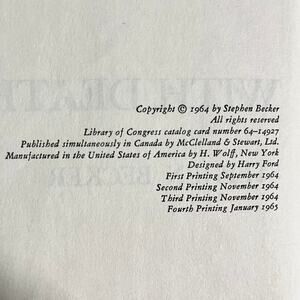 Copyright © 1964 by Stephen Becker
All rights reserved
Library of Congress catalog card number 64-14927
Published simultaneously in Canada by McClelland & Stewart, Ltd.
Manufactured in the United States of America by H. Wolff, New York
Designed by Harry Ford
First Printing September 1964
Second Printing November 1964
Third Printing November 1964
Fourth Printing January 1965